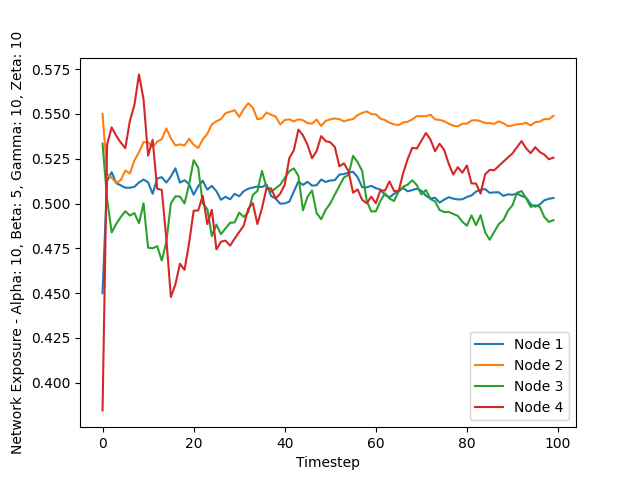 Network Exposure - Alpha: 10, Beta: 5, Gamma: 10, Zeta: 10
0.575
0.550
0.525
0.500
0.475
0.450
0.425
0.400
Node 1
Node 2
Node 3
Node 4
0 20 40 60 80 100
Timestep